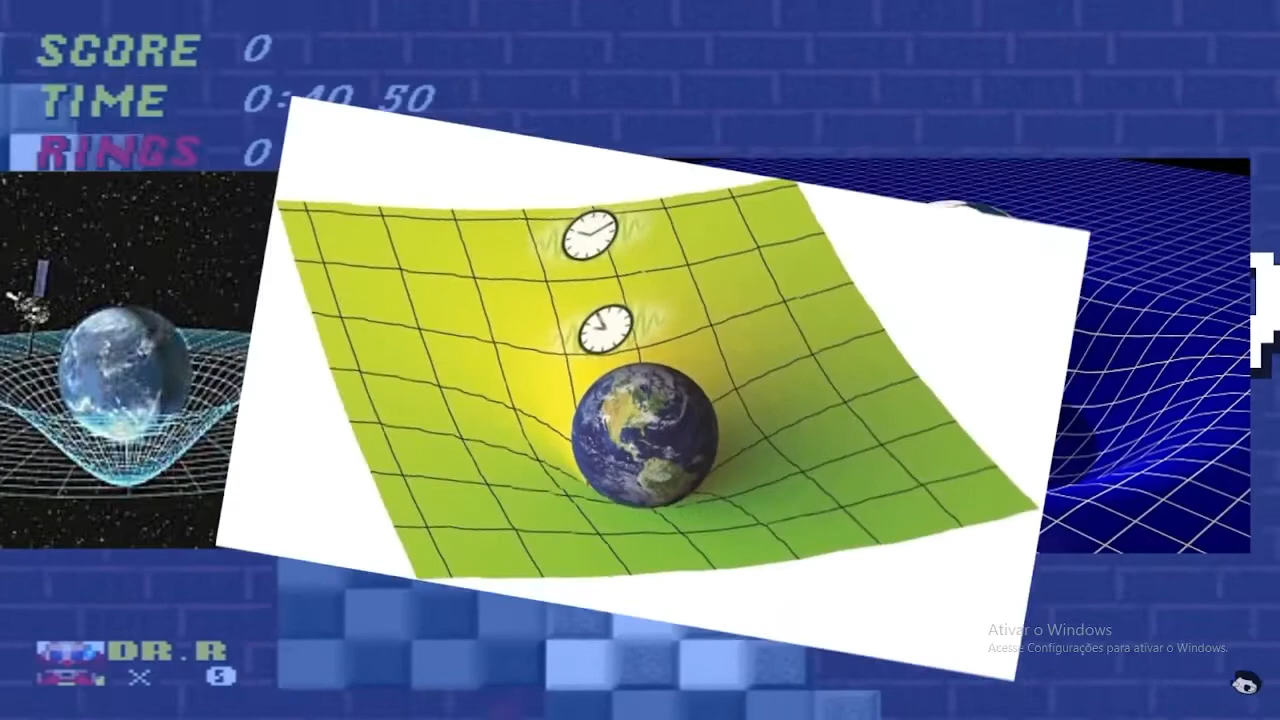 SCORE 0
TIME 0:40 50
RINGS 0
DR.R
X 5
Ativar o Windows
Acesse Configurações para ativar o Windows.